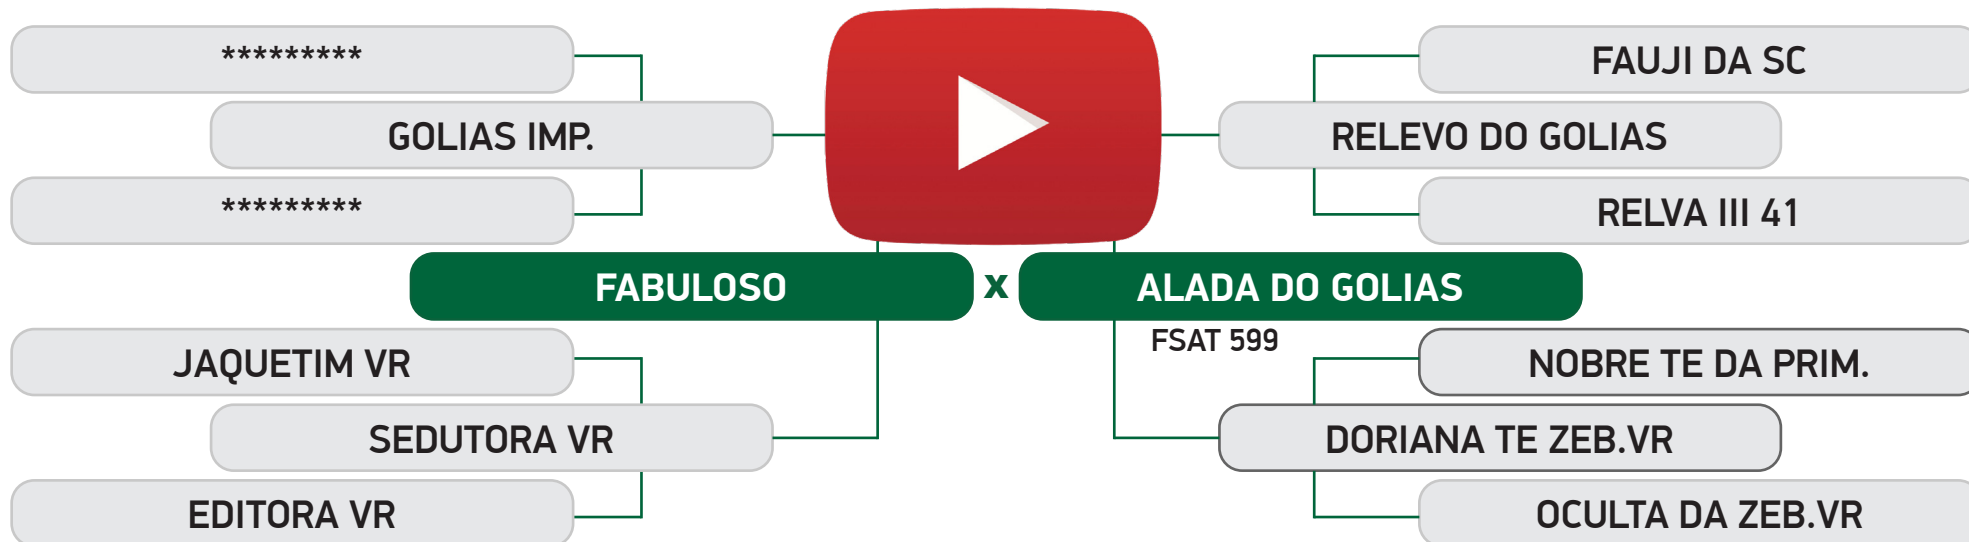 *********
FAUJI DA SC
GOLIAS IMP.
RELEVO DO GOLIAS
*********
RELVA III 41
FABULOSO x ALADA DO GOLIAS
FSAT 599
JAQUETIM VR
NOBRE TE DA PRIM.
SEDUTORA VR
DORIANA TE ZEB.VR
EDITORA VR
OCULTA DA ZEB.VR